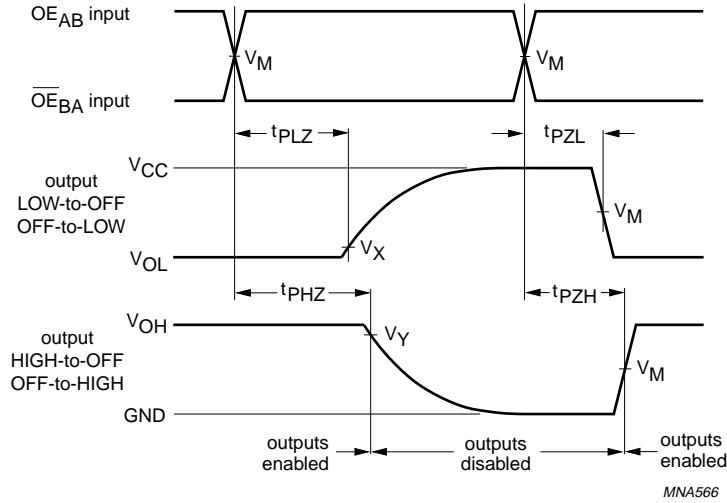 OE_AB input
V_M
V_M
O̅E̅_BA input
t_PLZ
t_PZL
V_CC
output
LOW-to-OFF
OFF-to-LOW
V_M
V_X
V_OL
t_PHZ
t_PZH
V_OH
output
HIGH-to-OFF
OFF-to-HIGH
V_Y
V_M
GND
outputs
enabled
outputs
disabled
outputs
enabled
MNA566